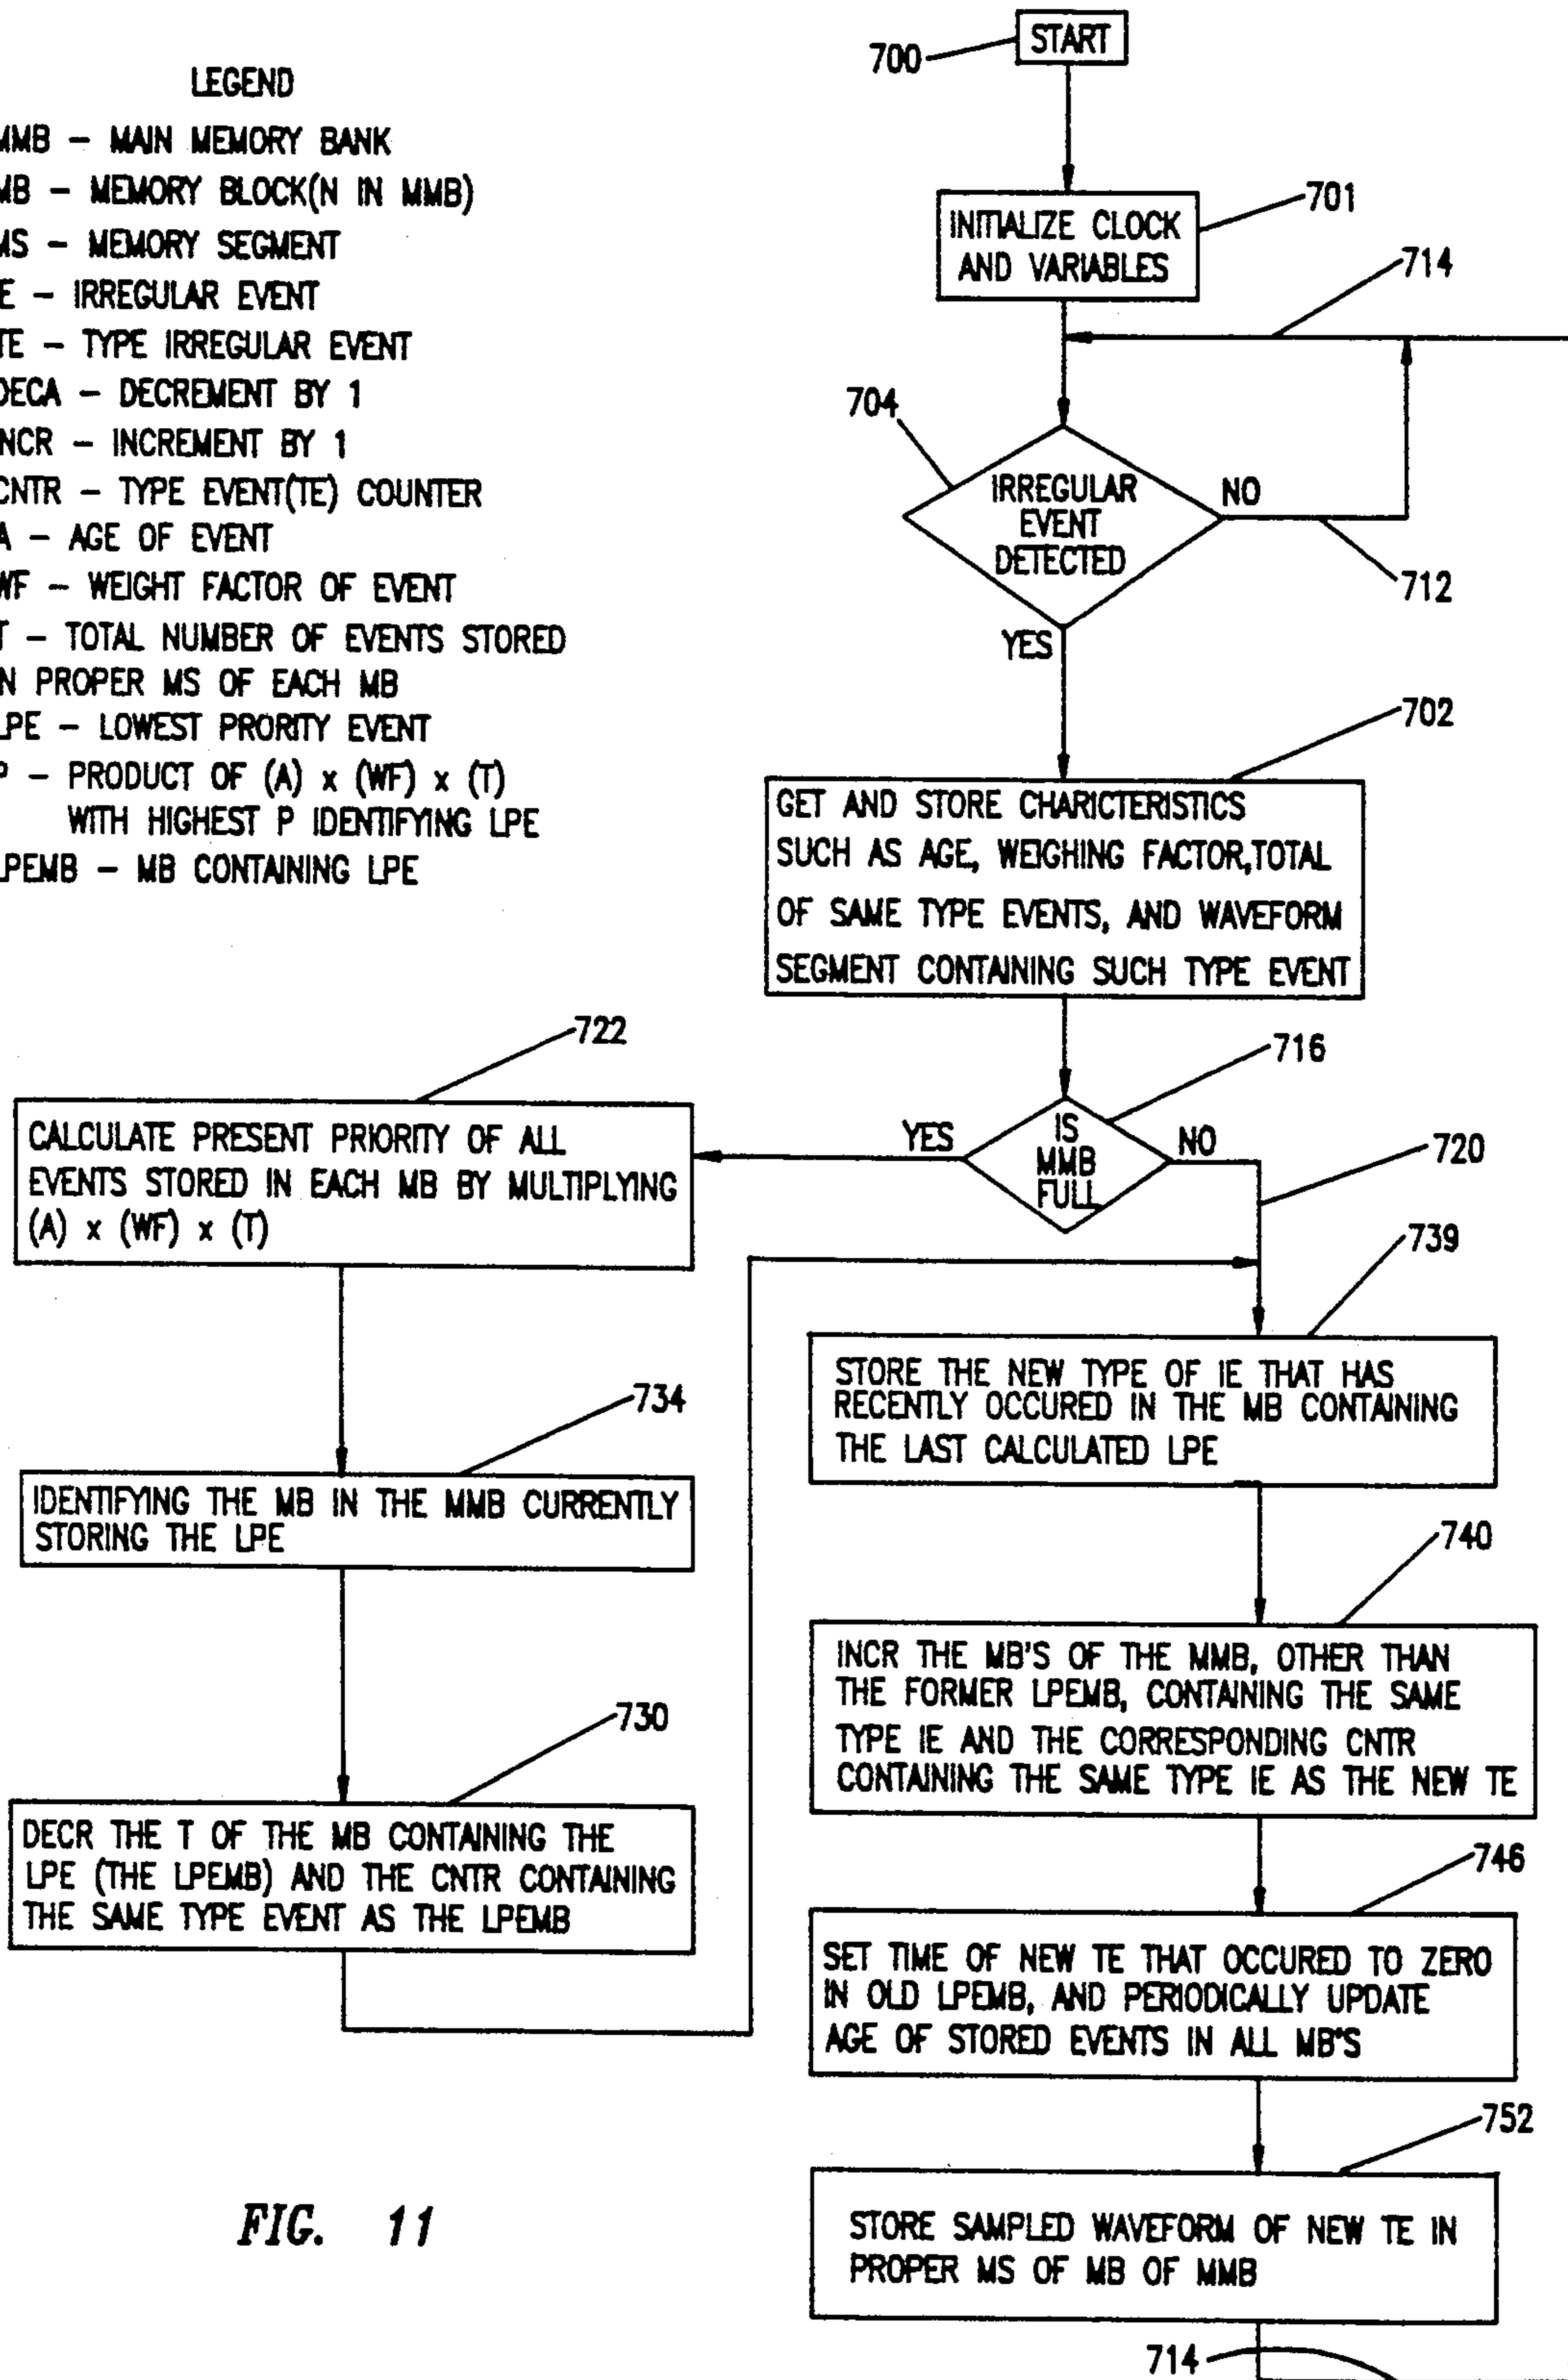 LEGEND
MMB – MAIN MEMORY BANK
MB – MEMORY BLOCK(N IN MMB)
MS – MEMORY SEGMENT
E – IRREGULAR EVENT
TE – TYPE IRREGULAR EVENT
DECA – DECREMENT BY 1
NCR – INCREMENT BY 1
CNTR – TYPE EVENT(TE) COUNTER
A – AGE OF EVENT
WF – WEIGHT FACTOR OF EVENT
T – TOTAL NUMBER OF EVENTS STORED
N PROPER MS OF EACH MB
LPE – LOWEST PRORITY EVENT
P – PRODUCT OF (A) x (WF) x (T)
WITH HIGHEST P IDENTIFYING LPE
LPEMB – MB CONTAINING LPE
700
START
701
INITIALIZE CLOCK
AND VARIABLES
714
704
IRREGULAR
EVENT
DETECTED
NO
712
YES
702
GET AND STORE CHARICTERISTICS
SUCH AS AGE, WEIGHING FACTOR,TOTAL
OF SAME TYPE EVENTS, AND WAVEFORM
SEGMENT CONTAINING SUCH TYPE EVENT
716
IS
MMB
FULL
YES
NO
720
722
CALCULATE PRESENT PRIORITY OF ALL
EVENTS STORED IN EACH MB BY MULTIPLYING
(A) x (WF) x (T)
734
IDENTIFYING THE MB IN THE MMB CURRENTLY
STORING THE LPE
730
DECR THE T OF THE MB CONTAINING THE
LPE (THE LPEMB) AND THE CNTR CONTAINING
THE SAME TYPE EVENT AS THE LPEMB
739
STORE THE NEW TYPE OF IE THAT HAS
RECENTLY OCCURED IN THE MB CONTAINING
THE LAST CALCULATED LPE
740
INCR THE MB'S OF THE MMB, OTHER THAN
THE FORMER LPEMB, CONTAINING THE SAME
TYPE IE AND THE CORRESPONDING CNTR
CONTAINING THE SAME TYPE IE AS THE NEW TE
746
SET TIME OF NEW TE THAT OCCURED TO ZERO
IN OLD LPEMB, AND PERIODICALLY UPDATE
AGE OF STORED EVENTS IN ALL MB'S
752
STORE SAMPLED WAVEFORM OF NEW TE IN
PROPER MS OF MB OF MMB
714
FIG. 11